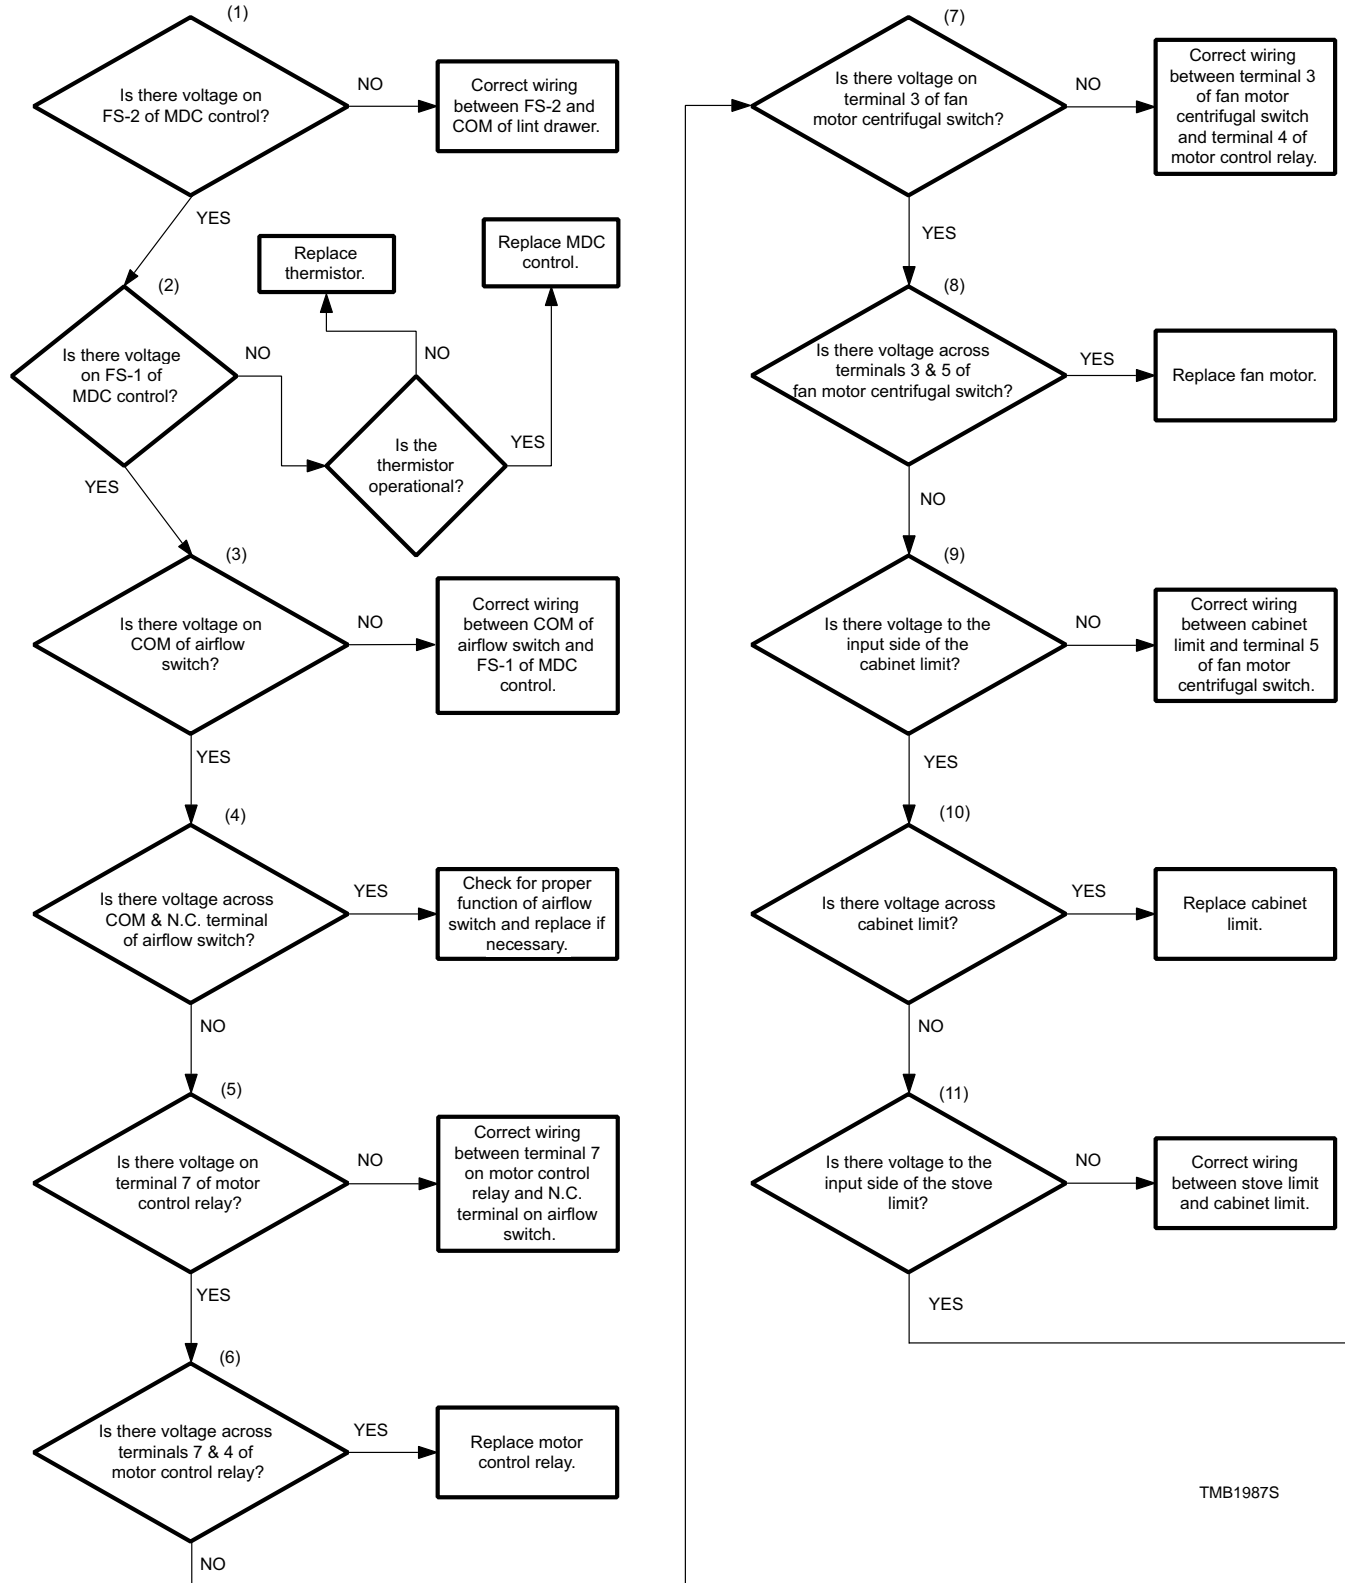 (1)
Is there voltage on
FS-2 of MDC control?
NO
Correct wiring
between FS-2 and
COM of lint drawer.
YES
(2)
Is there voltage
on FS-1 of
MDC control?
NO
Replace
thermistor.
Replace MDC
control.
NO
Is the
thermistor
operational?
YES
YES
(3)
Is there voltage on
COM of airflow
switch?
NO
Correct wiring
between COM of
airflow switch and
FS-1 of MDC
control.
YES
(4)
Is there voltage across
COM & N.C. terminal
of airflow switch?
YES
Check for proper
function of airflow
switch and replace if
necessary.
NO
(5)
Is there voltage on
terminal 7 of motor
control relay?
NO
Correct wiring
between terminal 7
on motor control
relay and N.C.
terminal on airflow
switch.
YES
(6)
Is there voltage across
terminals 7 & 4 of
motor control relay?
YES
Replace motor
control relay.
NO
(7)
Is there voltage on
terminal 3 of fan
motor centrifugal switch?
NO
Correct wiring
between terminal 3
of fan motor
centrifugal switch
and terminal 4 of
motor control relay.
YES
(8)
Is there voltage across
terminals 3 & 5 of
fan motor centrifugal switch?
YES
Replace fan motor.
NO
(9)
Is there voltage to the
input side of the
cabinet limit?
NO
Correct wiring
between cabinet
limit and terminal 5
of fan motor
centrifugal switch.
YES
(10)
Is there voltage across
cabinet limit?
YES
Replace cabinet
limit.
NO
(11)
Is there voltage to the
input side of the stove
limit?
NO
Correct wiring
between stove limit
and cabinet limit.
YES
TMB1987S